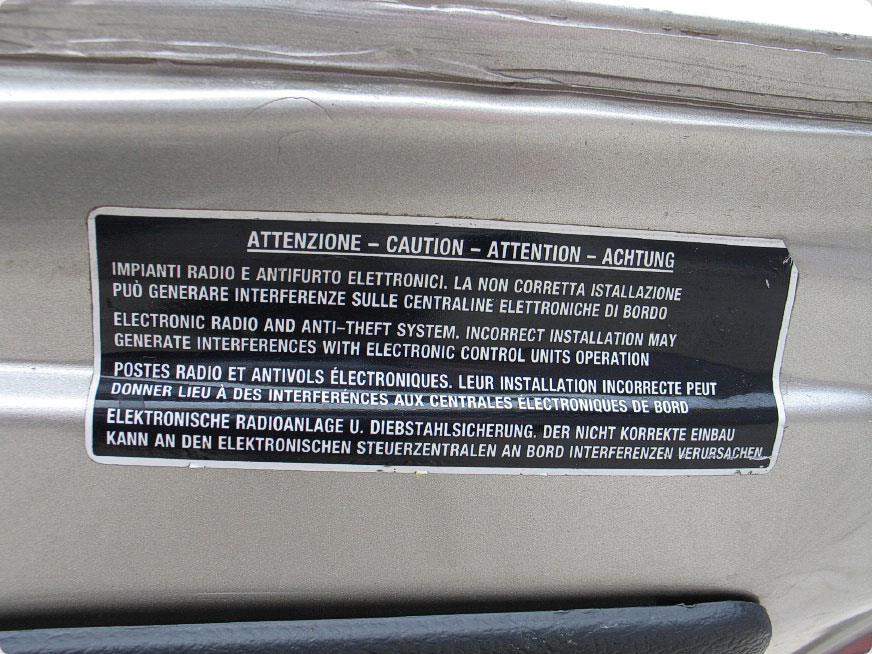 ATTENZIONE – CAUTION – ATTENTION – ACHTUNG
IMPIANTI RADIO E ANTIFURTO ELETTRONICI. LA NON CORRETTA ISTALLAZIONE
PUÒ GENERARE INTERFERENZE SULLE CENTRALINE ELETTRONICHE DI BORDO
ELECTRONIC RADIO AND ANTI–THEFT SYSTEM. INCORRECT INSTALLATION MAY
GENERATE INTERFERENCES WITH ELECTRONIC CONTROL UNITS OPERATION
POSTES RADIO ET ANTIVOLS ÉLECTRONIQUES. LEUR INSTALLATION INCORRECTE PEUT
DONNER LIEU À DES INTERFÉRENCES AUX CENTRALES ÉLECTRONIQUES DE BORD
ELEKTRONISCHE RADIOANLAGE U. DIEBSTAHLSICHERUNG. DER NICHT KORREKTE EINBAU
KANN AN DEN ELEKTRONISCHEN STEUERZENTRALEN AN BORD INTERFERENZEN VERURSACHEN